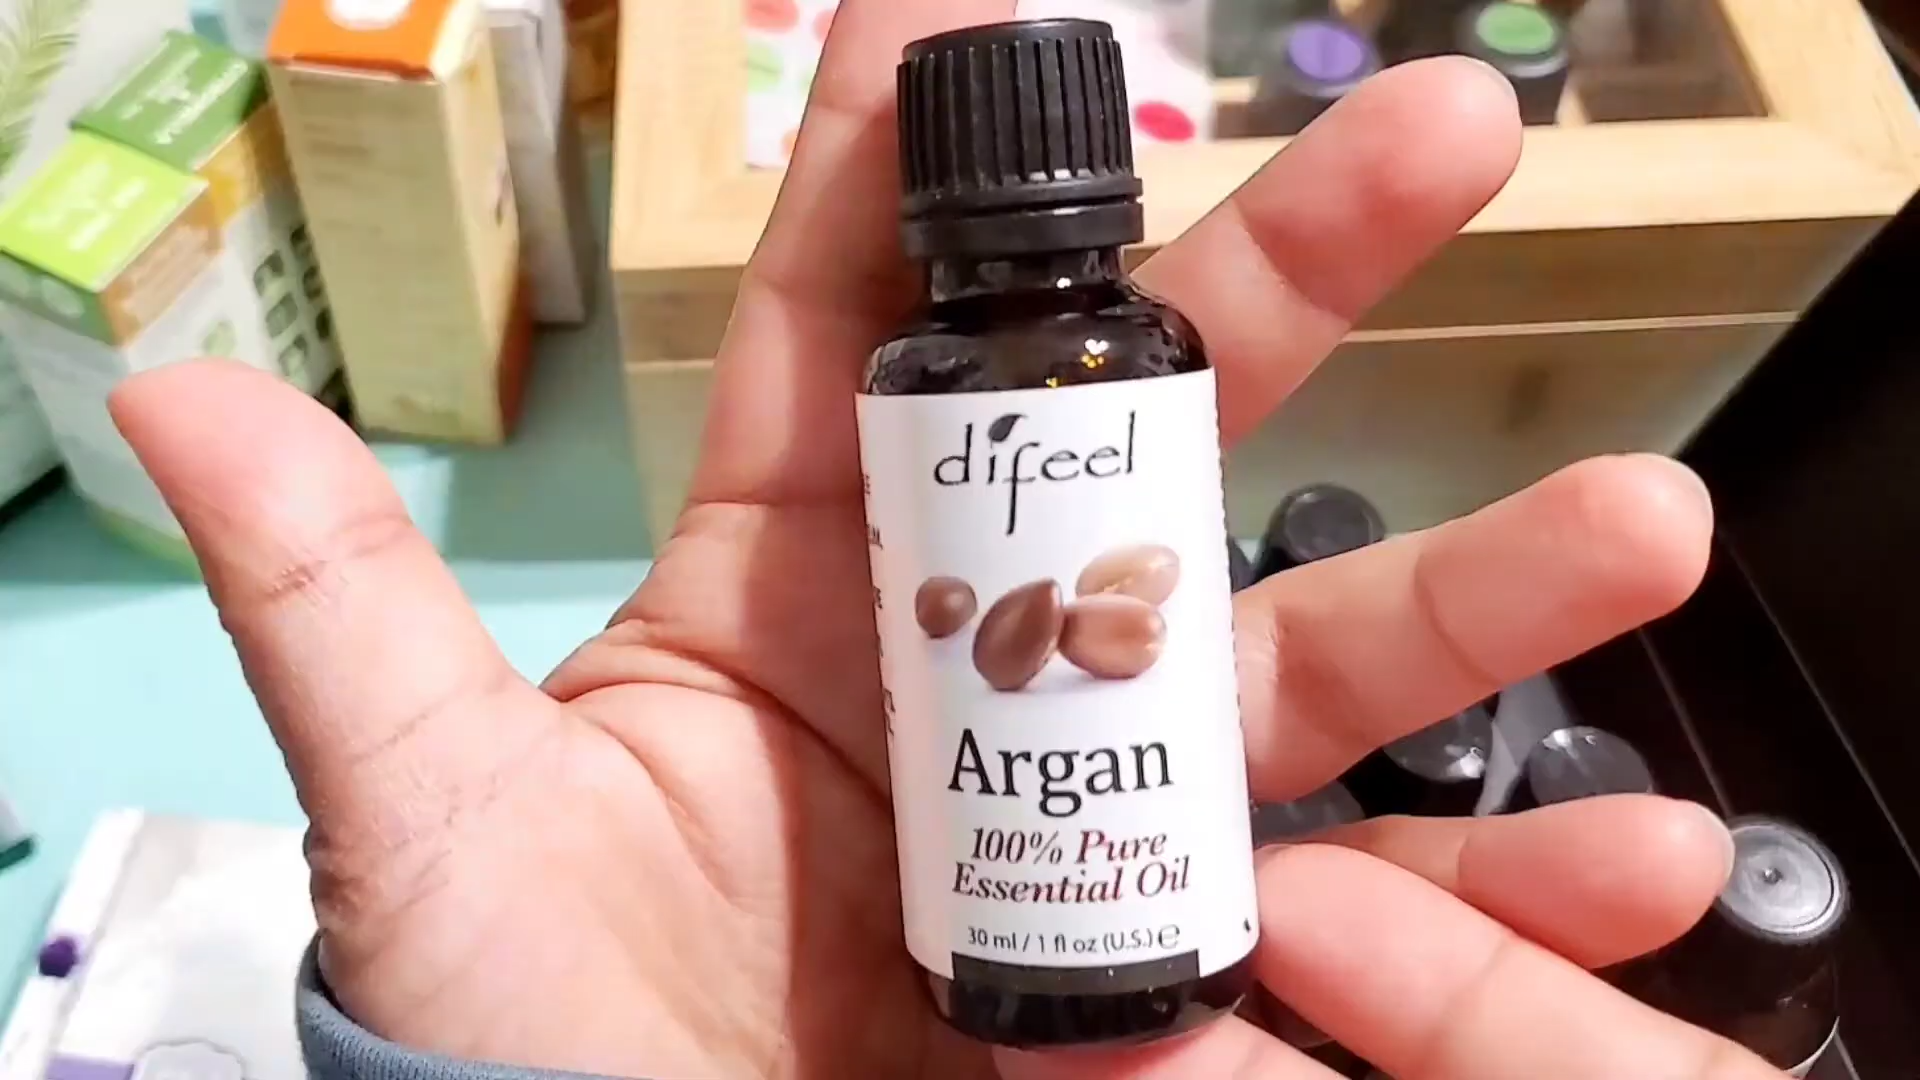 difeel
Argan
100% Pure
Essential Oil
30 ml / 1 fl oz (U.S.) ℮